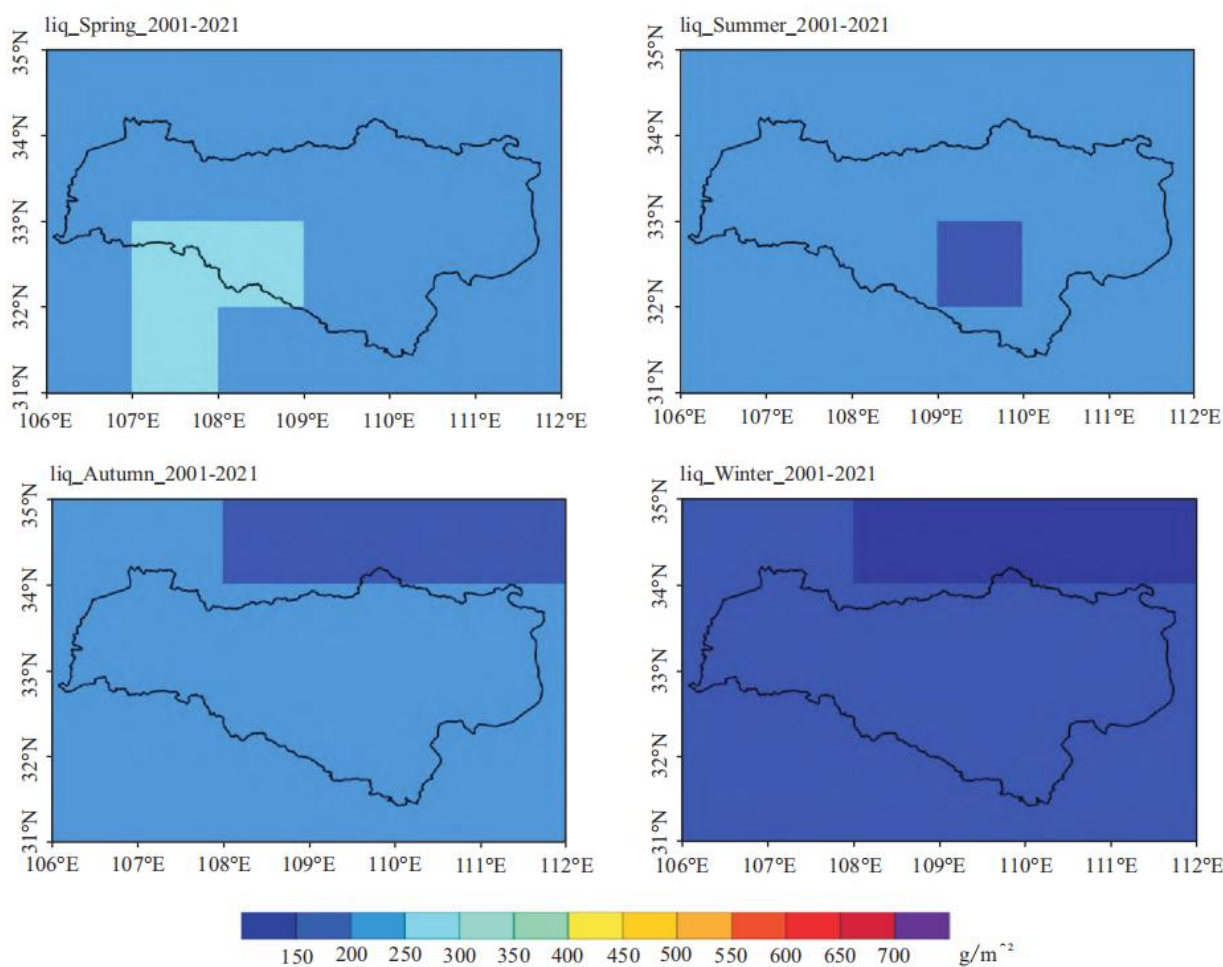 liq_Spring_2001-2021
35°N
34°N
33°N
32°N
31°N
106°E 107°E 108°E 109°E 110°E 111°E 112°E
liq_Summer_2001-2021
35°N
34°N
33°N
32°N
31°N
106°E 107°E 108°E 109°E 110°E 111°E 112°E
liq_Autumn_2001-2021
35°N
34°N
33°N
32°N
31°N
106°E 107°E 108°E 109°E 110°E 111°E 112°E
liq_Winter_2001-2021
35°N
34°N
33°N
32°N
31°N
106°E 107°E 108°E 109°E 110°E 111°E 112°E
150 200 250 300 350 400 450 500 550 600 650 700 g/m^2